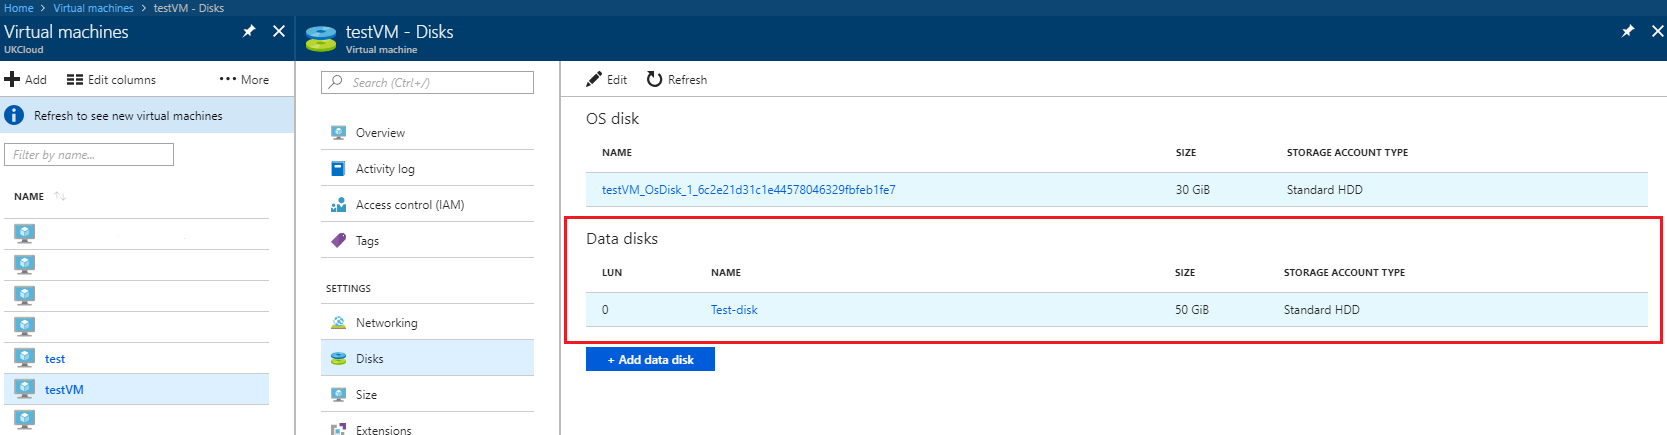 Home > Virtual machines > testVM - Disks
Virtual machines
UKCloud
Add
Edit columns
More
Refresh to see new virtual machines
Filter by name...
NAME
test
testVM
testVM - Disks
Virtual machine
Search (Ctrl+/)
Overview
Activity log
Access control (IAM)
Tags
SETTINGS
Networking
Disks
Size
Extensions
Edit
Refresh
OS disk
NAME SIZE STORAGE ACCOUNT TYPE
testVM_OsDisk_1_6c2e21d31c1e44578046329fbfeb1fe7 30 GiB Standard HDD
Data disks
LUN NAME SIZE STORAGE ACCOUNT TYPE
0 Test-disk 50 GiB Standard HDD
+ Add data disk